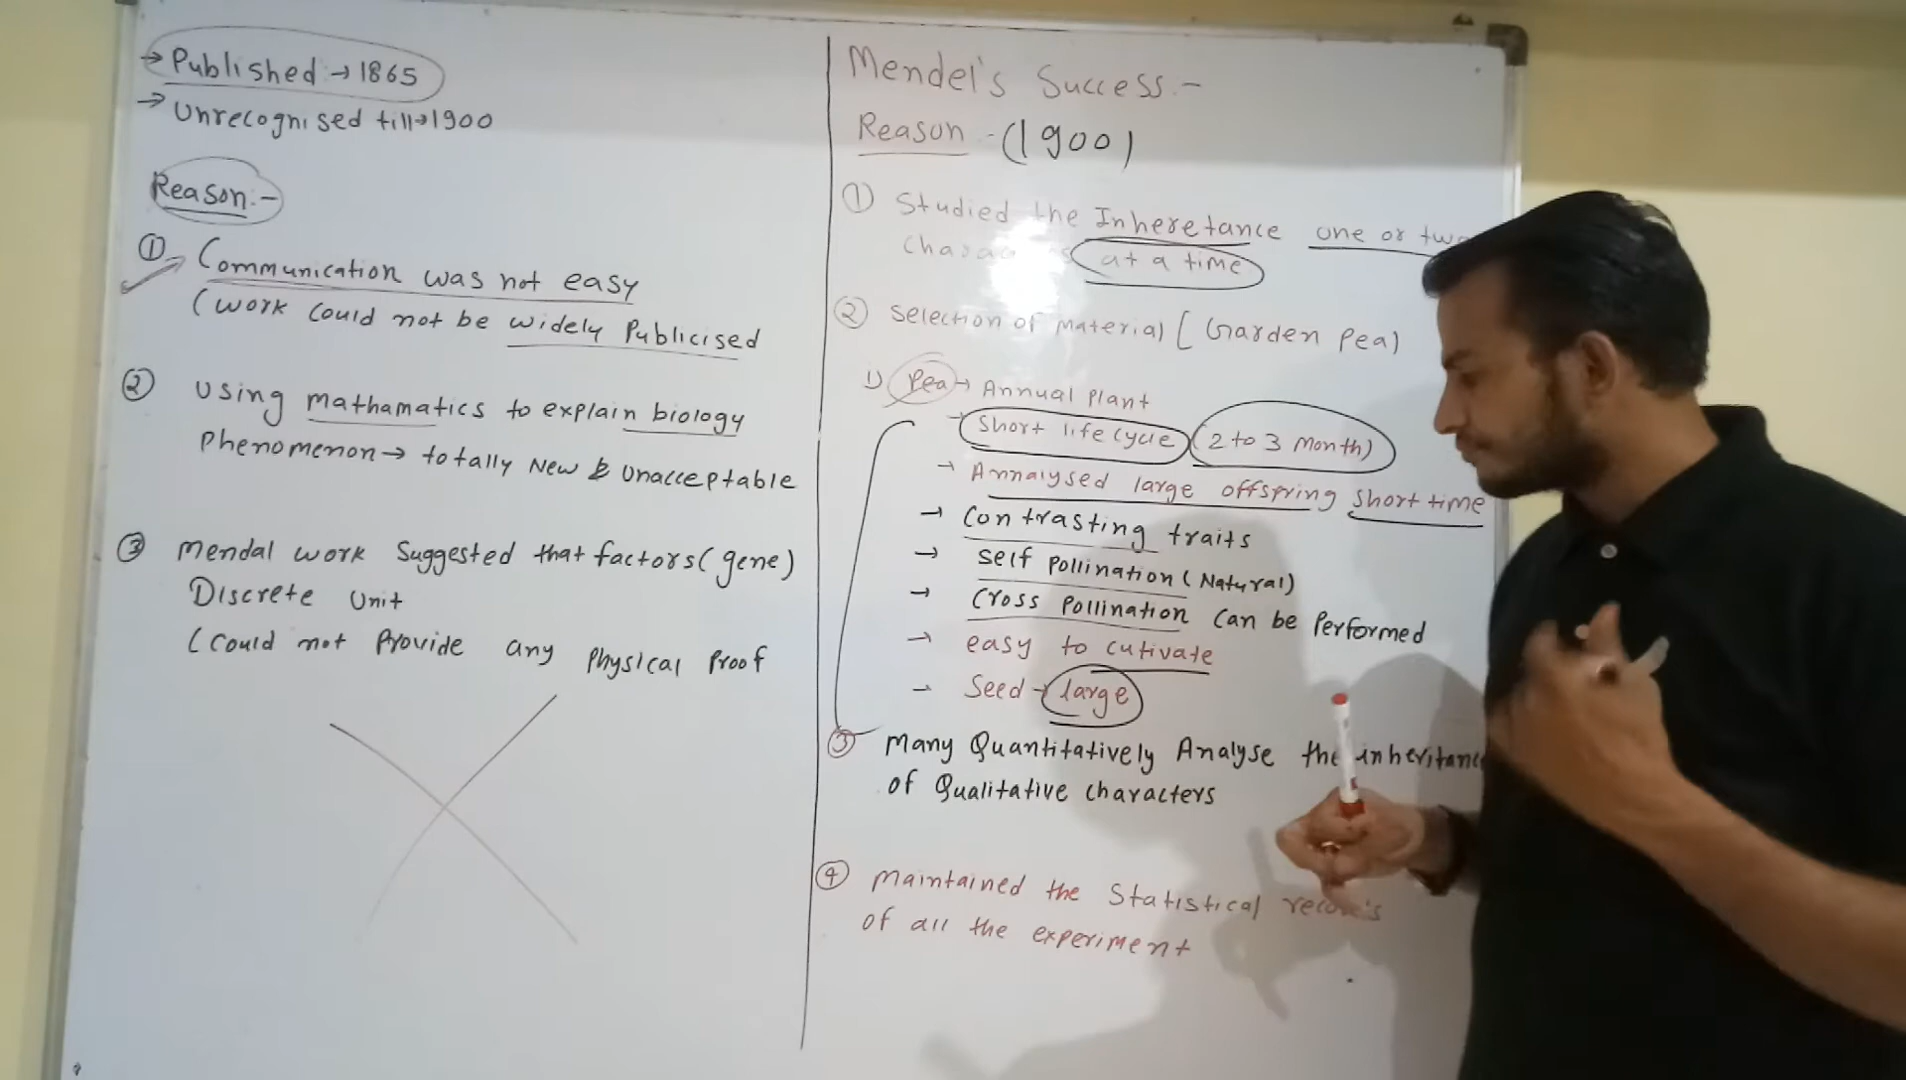 → Published :→ 1865
→ Unrecognised till→1900
Reason:-
① Communication was not easy
(work could not be widely Publicised
② Using mathamatics to explain biology
Phenomenon → totally New & Unacceptable
③ Mendal work Suggested that factors(gene)
Discrete Unit
(Could not Provide any Physical Proof
Mendel's Success :-
Reason - (1900)
① Studied the Inheretance one or two
at a time
② Selection of material [Garden Pea)
1) Pea → Annual Plant
→ Short life Cycle (2 to 3 Month)
→ Annalysed large offspring short time
→ Contrasting traits
→ Self Pollination (Natural)
→ Cross Pollination Can be Performed
→ easy to cutivate
→ Seed → large
③ Many Quantitatively Analyse the inheritance
of Qualitative characters
④ Maintained the Statistical
of all the experiment